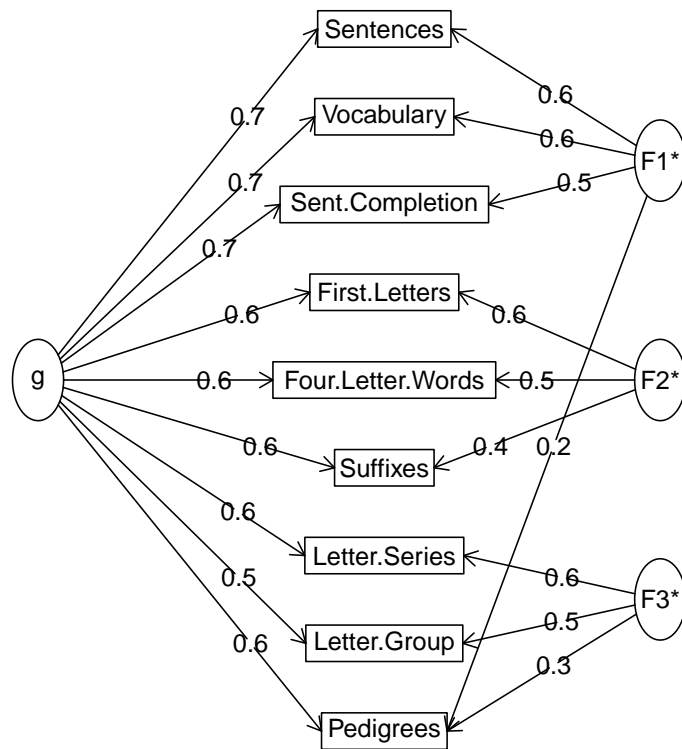 Sentences
0.6
0.7
Vocabulary
0.6
F1*
0.7
0.5
Sent.Completion
0.7
First.Letters
0.6
0.6
g
0.6
Four.Letter.Words
0.5
F2*
0.6
Suffixes
0.4
0.2
0.6
Letter.Series
0.6
0.5
F3*
Letter.Group
0.5
0.6
0.3
Pedigrees